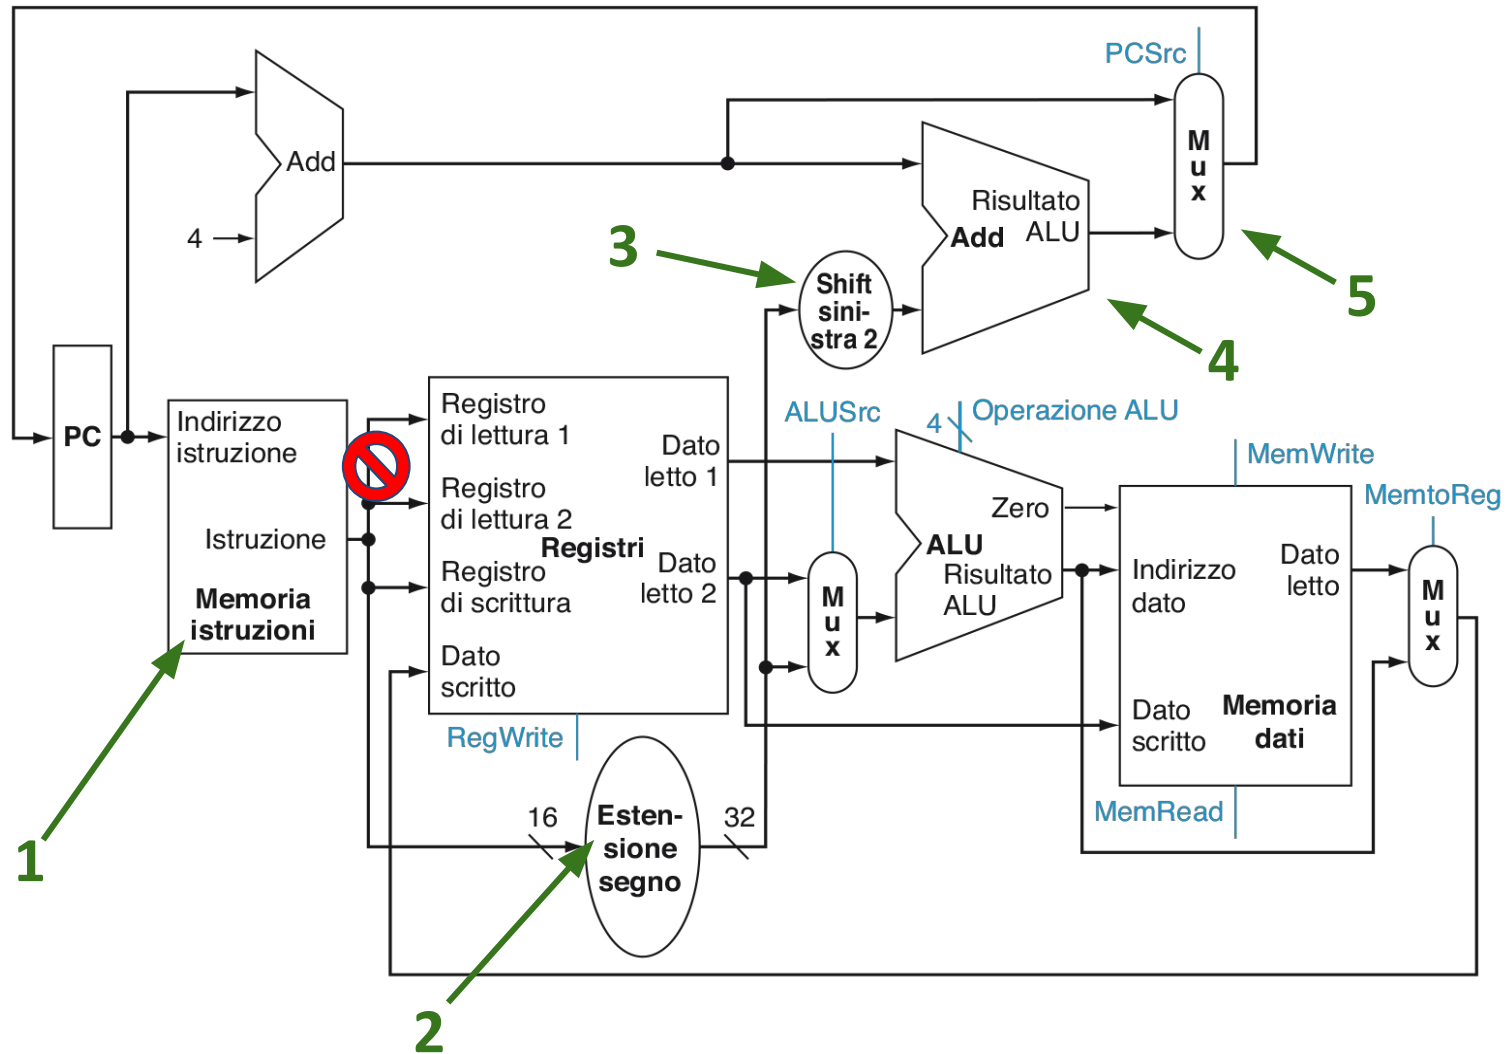 PCSrc
M
u
x
Add
4
Risultato
ALU
Add
3
Shift
sini-
stra 2
5
4
PC
Indirizzo
istruzione
Istruzione
Memoria
istruzioni
Registro
di lettura 1
Registro
di lettura 2
Registri
Registro
di scrittura
Dato
scritto
Dato
letto 1
Dato
letto 2
RegWrite
ALUSrc
M
u
x
4
Operazione ALU
Zero
ALU
Risultato
ALU
MemWrite
MemtoReg
Indirizzo
dato
Dato
letto
Dato
scritto
Memoria
dati
MemRead
M
u
x
1
16
Esten-
sione
segno
32
2